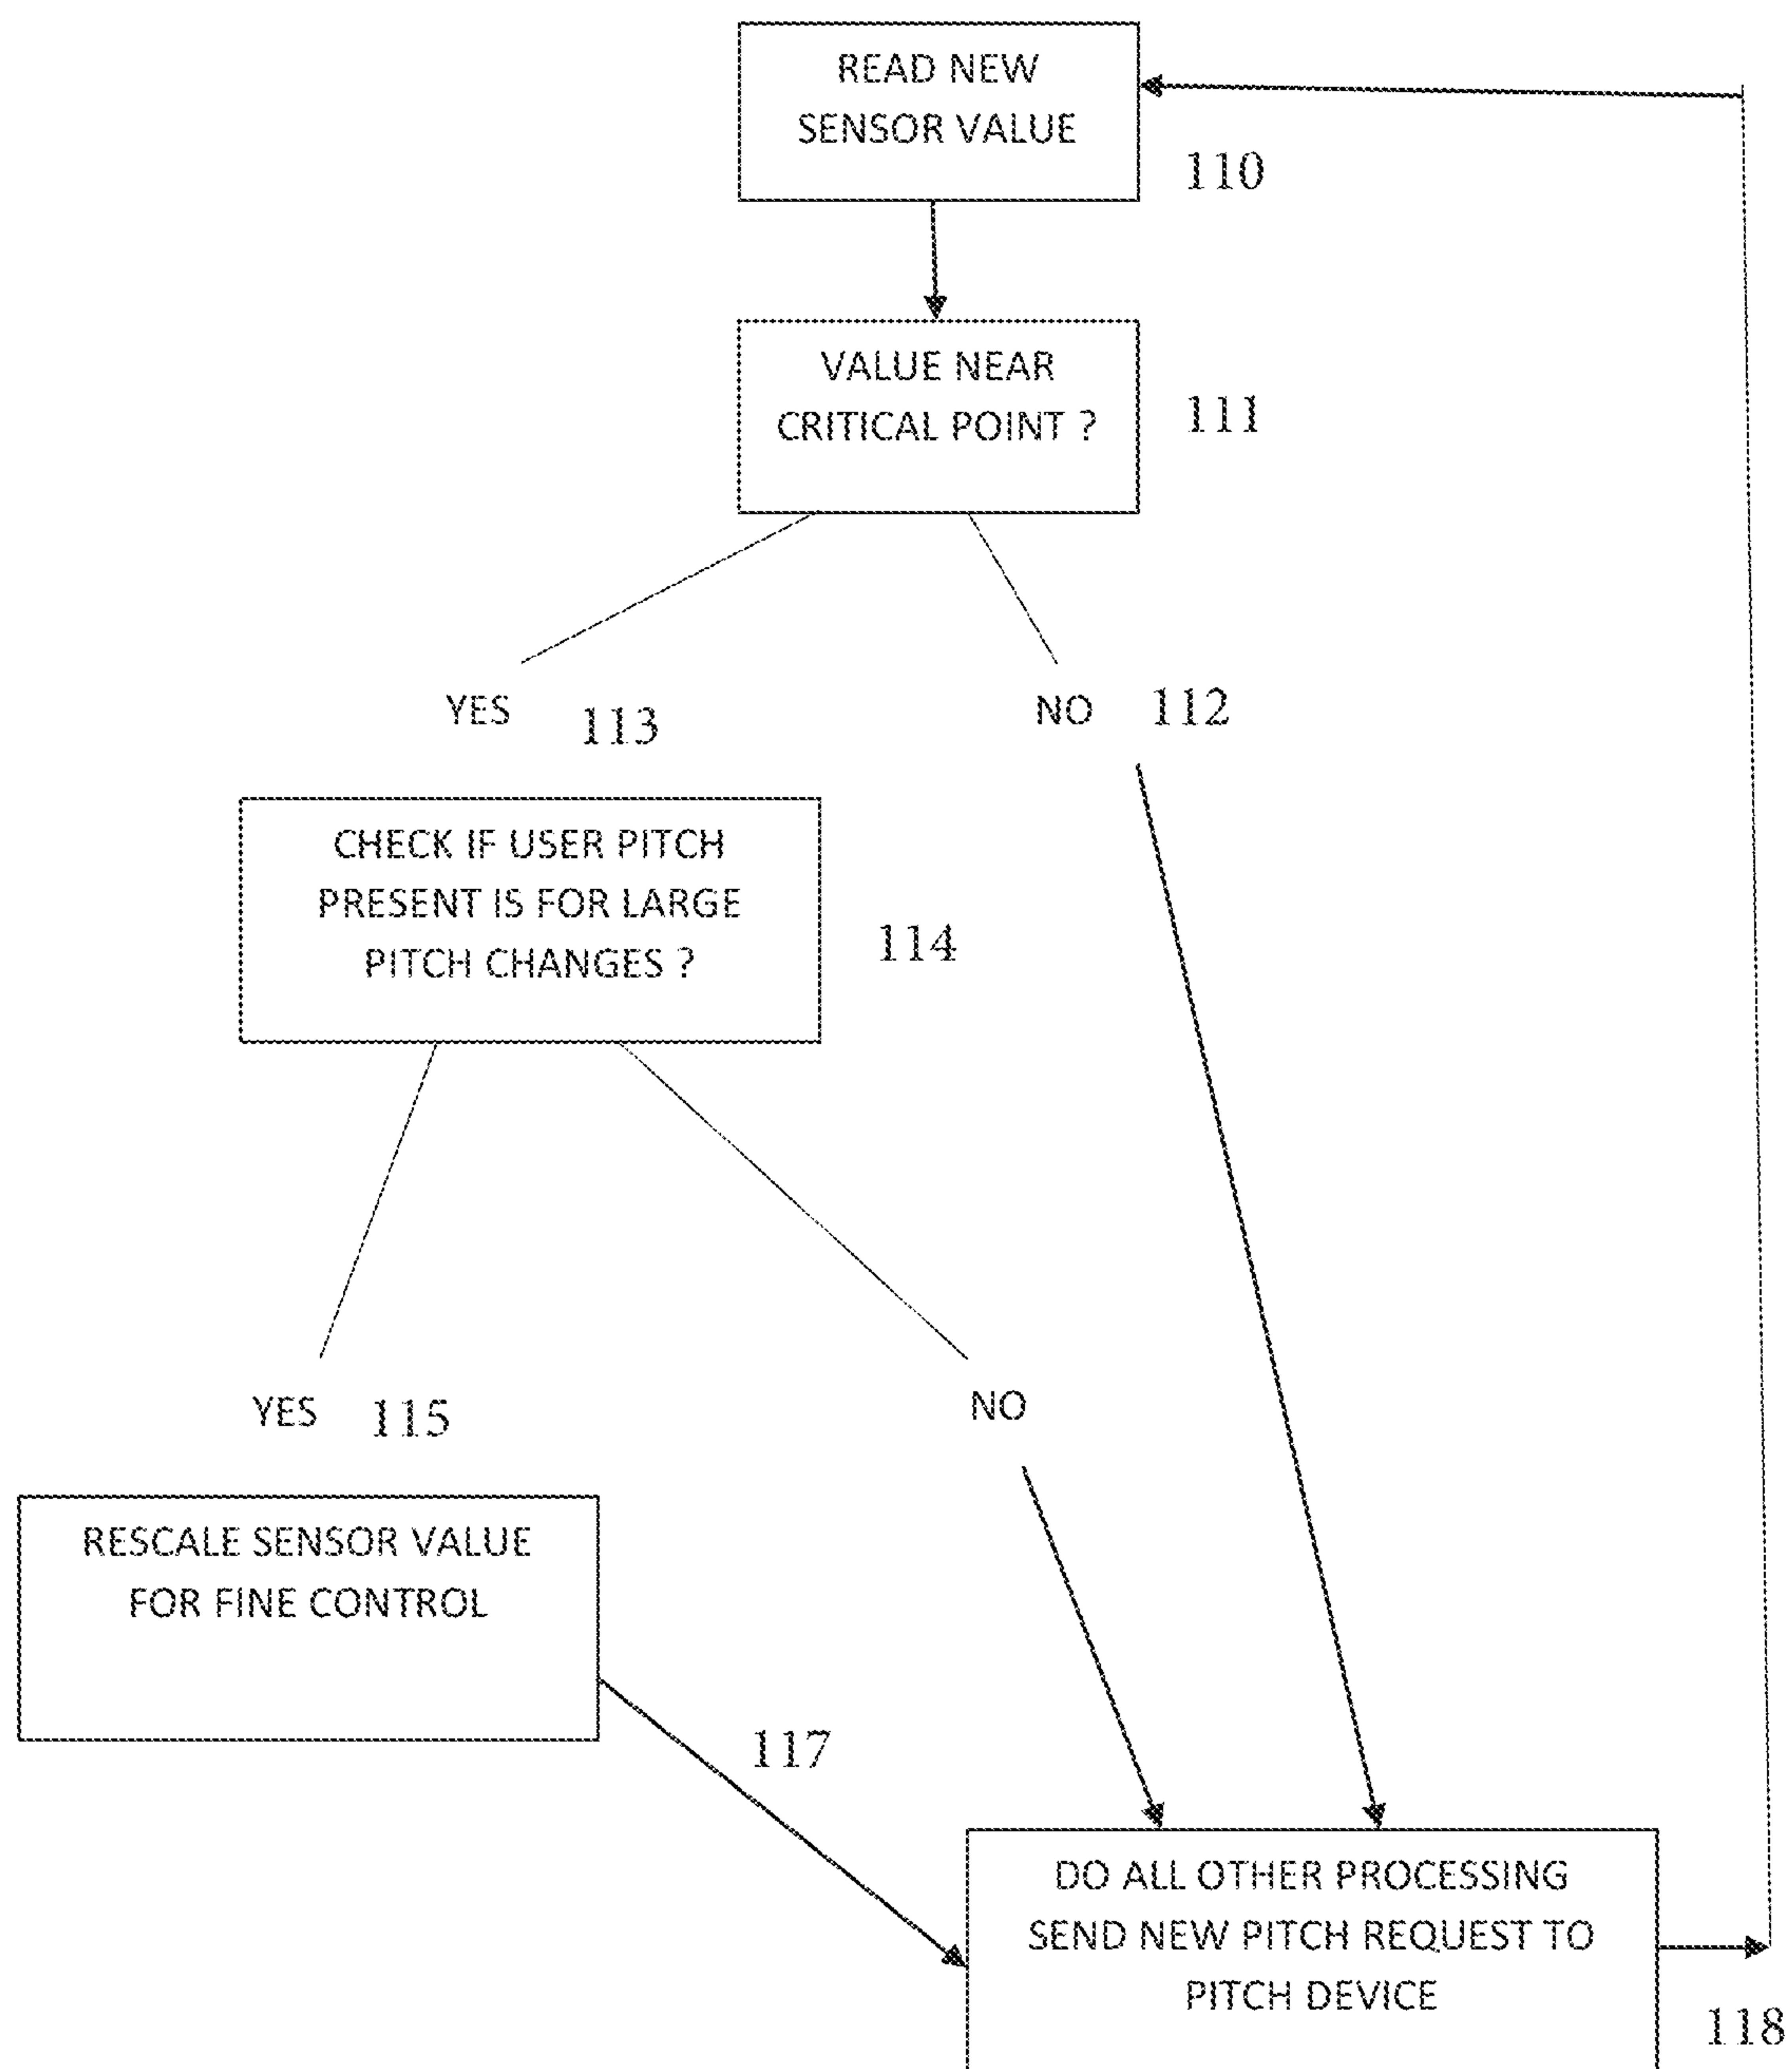 READ NEW
SENSOR VALUE
110
VALUE NEAR
CRITICAL POINT ?
111
YES
113
NO
112
CHECK IF USER PITCH
PRESENT IS FOR LARGE
PITCH CHANGES ?
114
YES
115
NO
RESCALE SENSOR VALUE
FOR FINE CONTROL
117
DO ALL OTHER PROCESSING
SEND NEW PITCH REQUEST TO
PITCH DEVICE
118